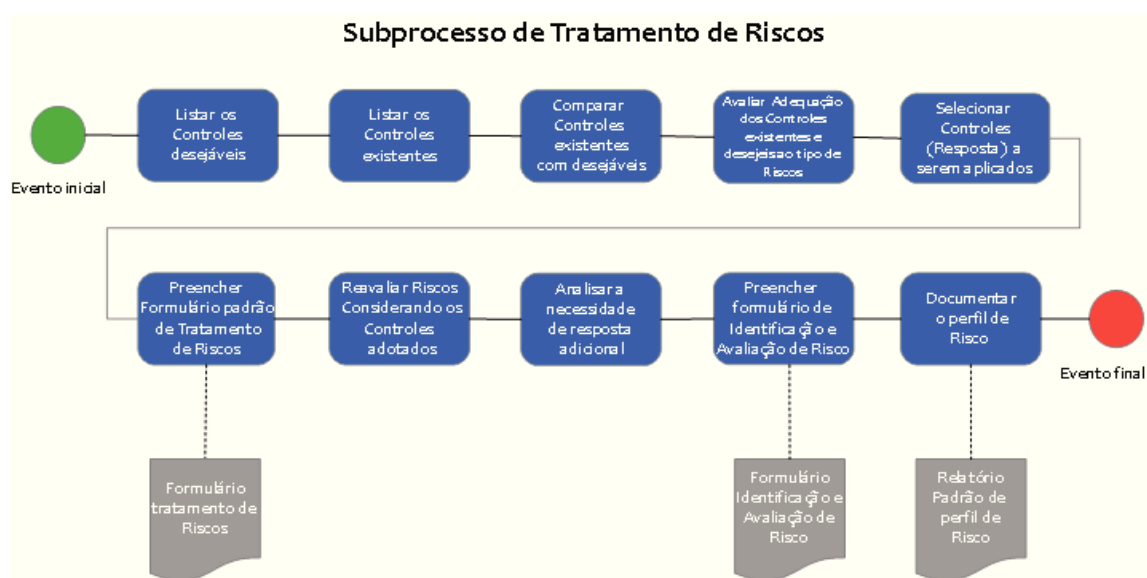 Subprocesso de Tratamento de Riscos
Listar os
Controles
desejáveis
Listar os
Controles
existentes
Comparar
Controles
existentes
com desejáveis
Avaliar Adequação
dos Controles
existentes e
desejeis ao tipo de
Riscos
Selecionar
Controles
(Resposta) a
serem aplicados
Evento inicial
Preencher
Formulário padrão
de Tratamento
de Riscos
Reavaliar Riscos
Considerando os
Controles
adotados
Analisar a
necessidade
de resposta
adicional
Preencher
formulário de
Identificação e
Avaliação de Risco
Documentar
o perfil de
Risco
Evento final
Formulário
tratamento de
Riscos
Formulário
Identificação e
Avaliação de
Risco
Relatório
Padrão de
perfil de
Risco